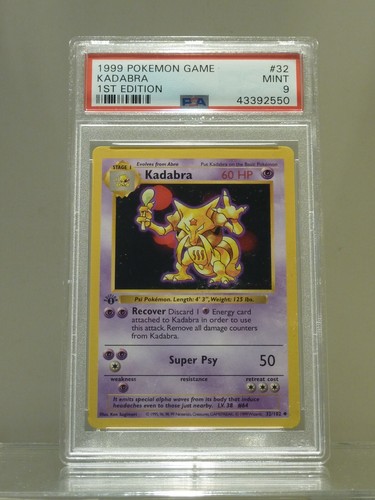 1999 POKEMON GAME #32
KADABRA MINT
1ST EDITION 9
PSA 43392550
STAGE 1 Evolves from Abra Put Kadabra on the Basic Pokémon
Kadabra 60 HP
Psi Pokémon. Length: 4' 3", Weight: 125 lbs.
Recover Discard 1 Energy card
attached to Kadabra in order to use
this attack. Remove all damage counters
from Kadabra.
Super Psy 50
weakness resistance retreat cost
It emits special alpha waves from its body that induce
headaches even to those just nearby. LV. 38 #64
Illus. Ken Sugimori 32/102